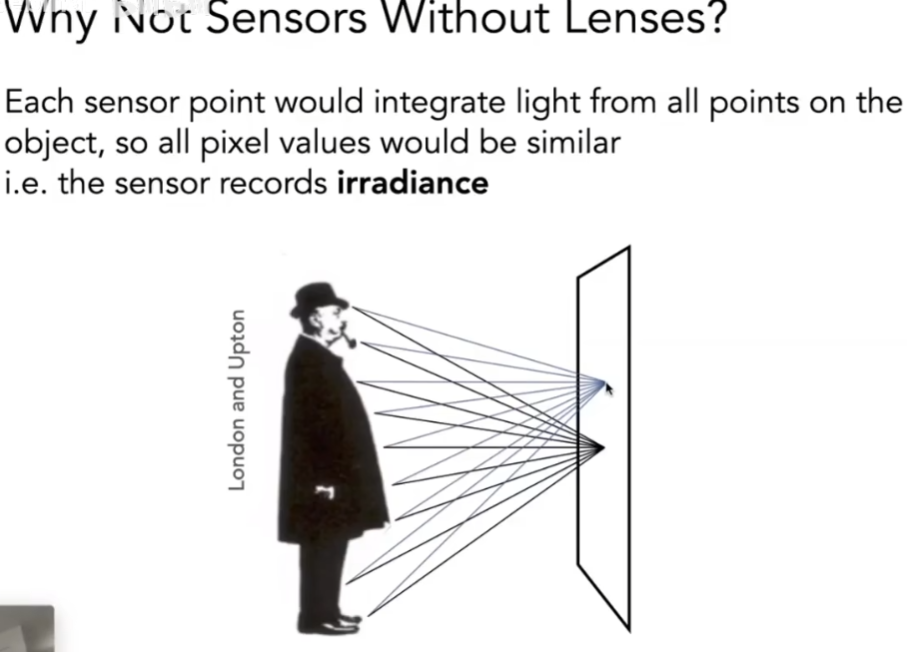 Why Not Sensors Without Lenses?
Each sensor point would integrate light from all points on the
object, so all pixel values would be similar
i.e. the sensor records irradiance
London and Upton